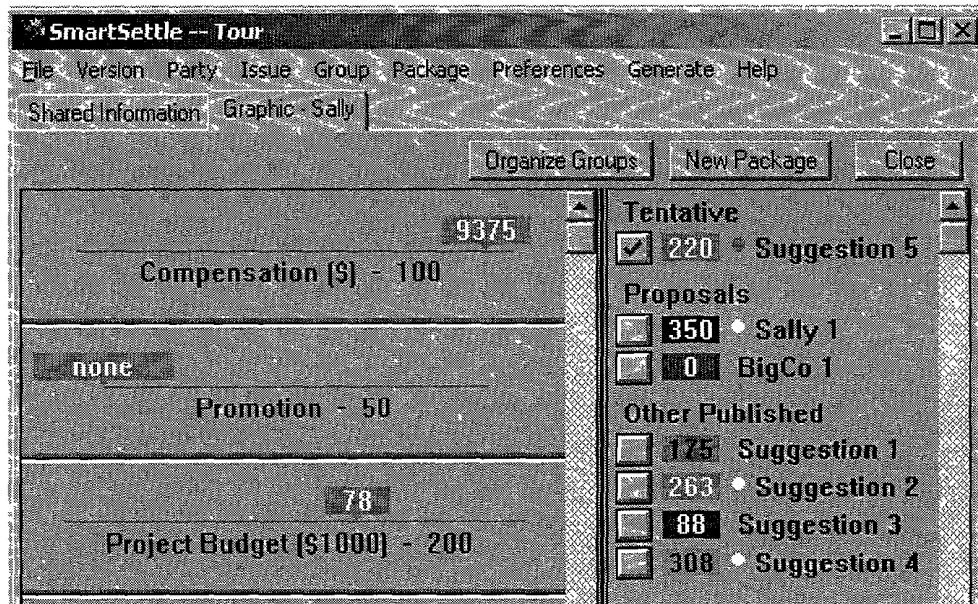 SmartSettle -- Tour
File Version Party Issue Group Package Preferences Generate Help
Shared Information Graphic - Sally
Organize Groups New Package Close
9375
Compensation ($) - 100
none
Promotion - 50
78
Project Budget ($1000) - 200
Tentative
220 Suggestion 5
Proposals
350 Sally 1
0 BigCo 1
Other Published
175 Suggestion 1
263 Suggestion 2
88 Suggestion 3
308 Suggestion 4